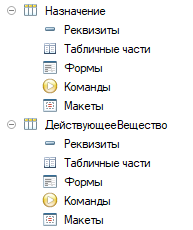 Назначение
Реквизиты
Табличные части
Формы
Команды
Макеты
ДействующееВещество
Реквизиты
Табличные части
Формы
Команды
Макеты